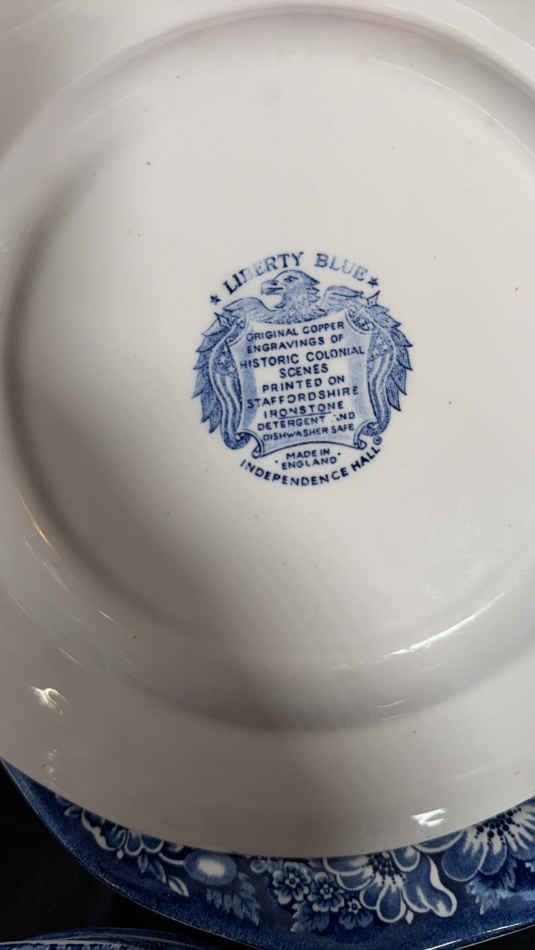 ★ LIBERTY BLUE ★
ORIGINAL COPPER
ENGRAVINGS OF
HISTORIC COLONIAL
SCENES
PRINTED ON
STAFFORDSHIRE
IRONSTONE
DETERGENT AND
DISHWASHER SAFE
· MADE IN ·
ENGLAND
INDEPENDENCE HALL ©